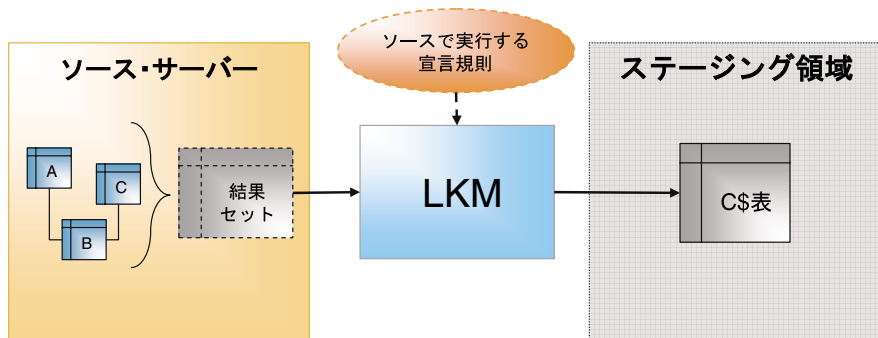 ソース・サーバー
ソースで実行する
宣言規則
ステージング領域
A
C
B
結果
セット
LKM
C$表